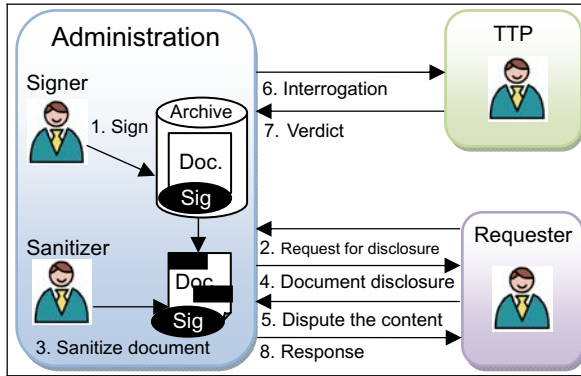 Administration
Signer
1. Sign
Archive
Doc.
Sig
Sanitizer
Doc.
Sig
3. Sanitize document
TTP
6. Interrogation
7. Verdict
Requester
2. Request for disclosure
4. Document disclosure
5. Dispute the content
8. Response